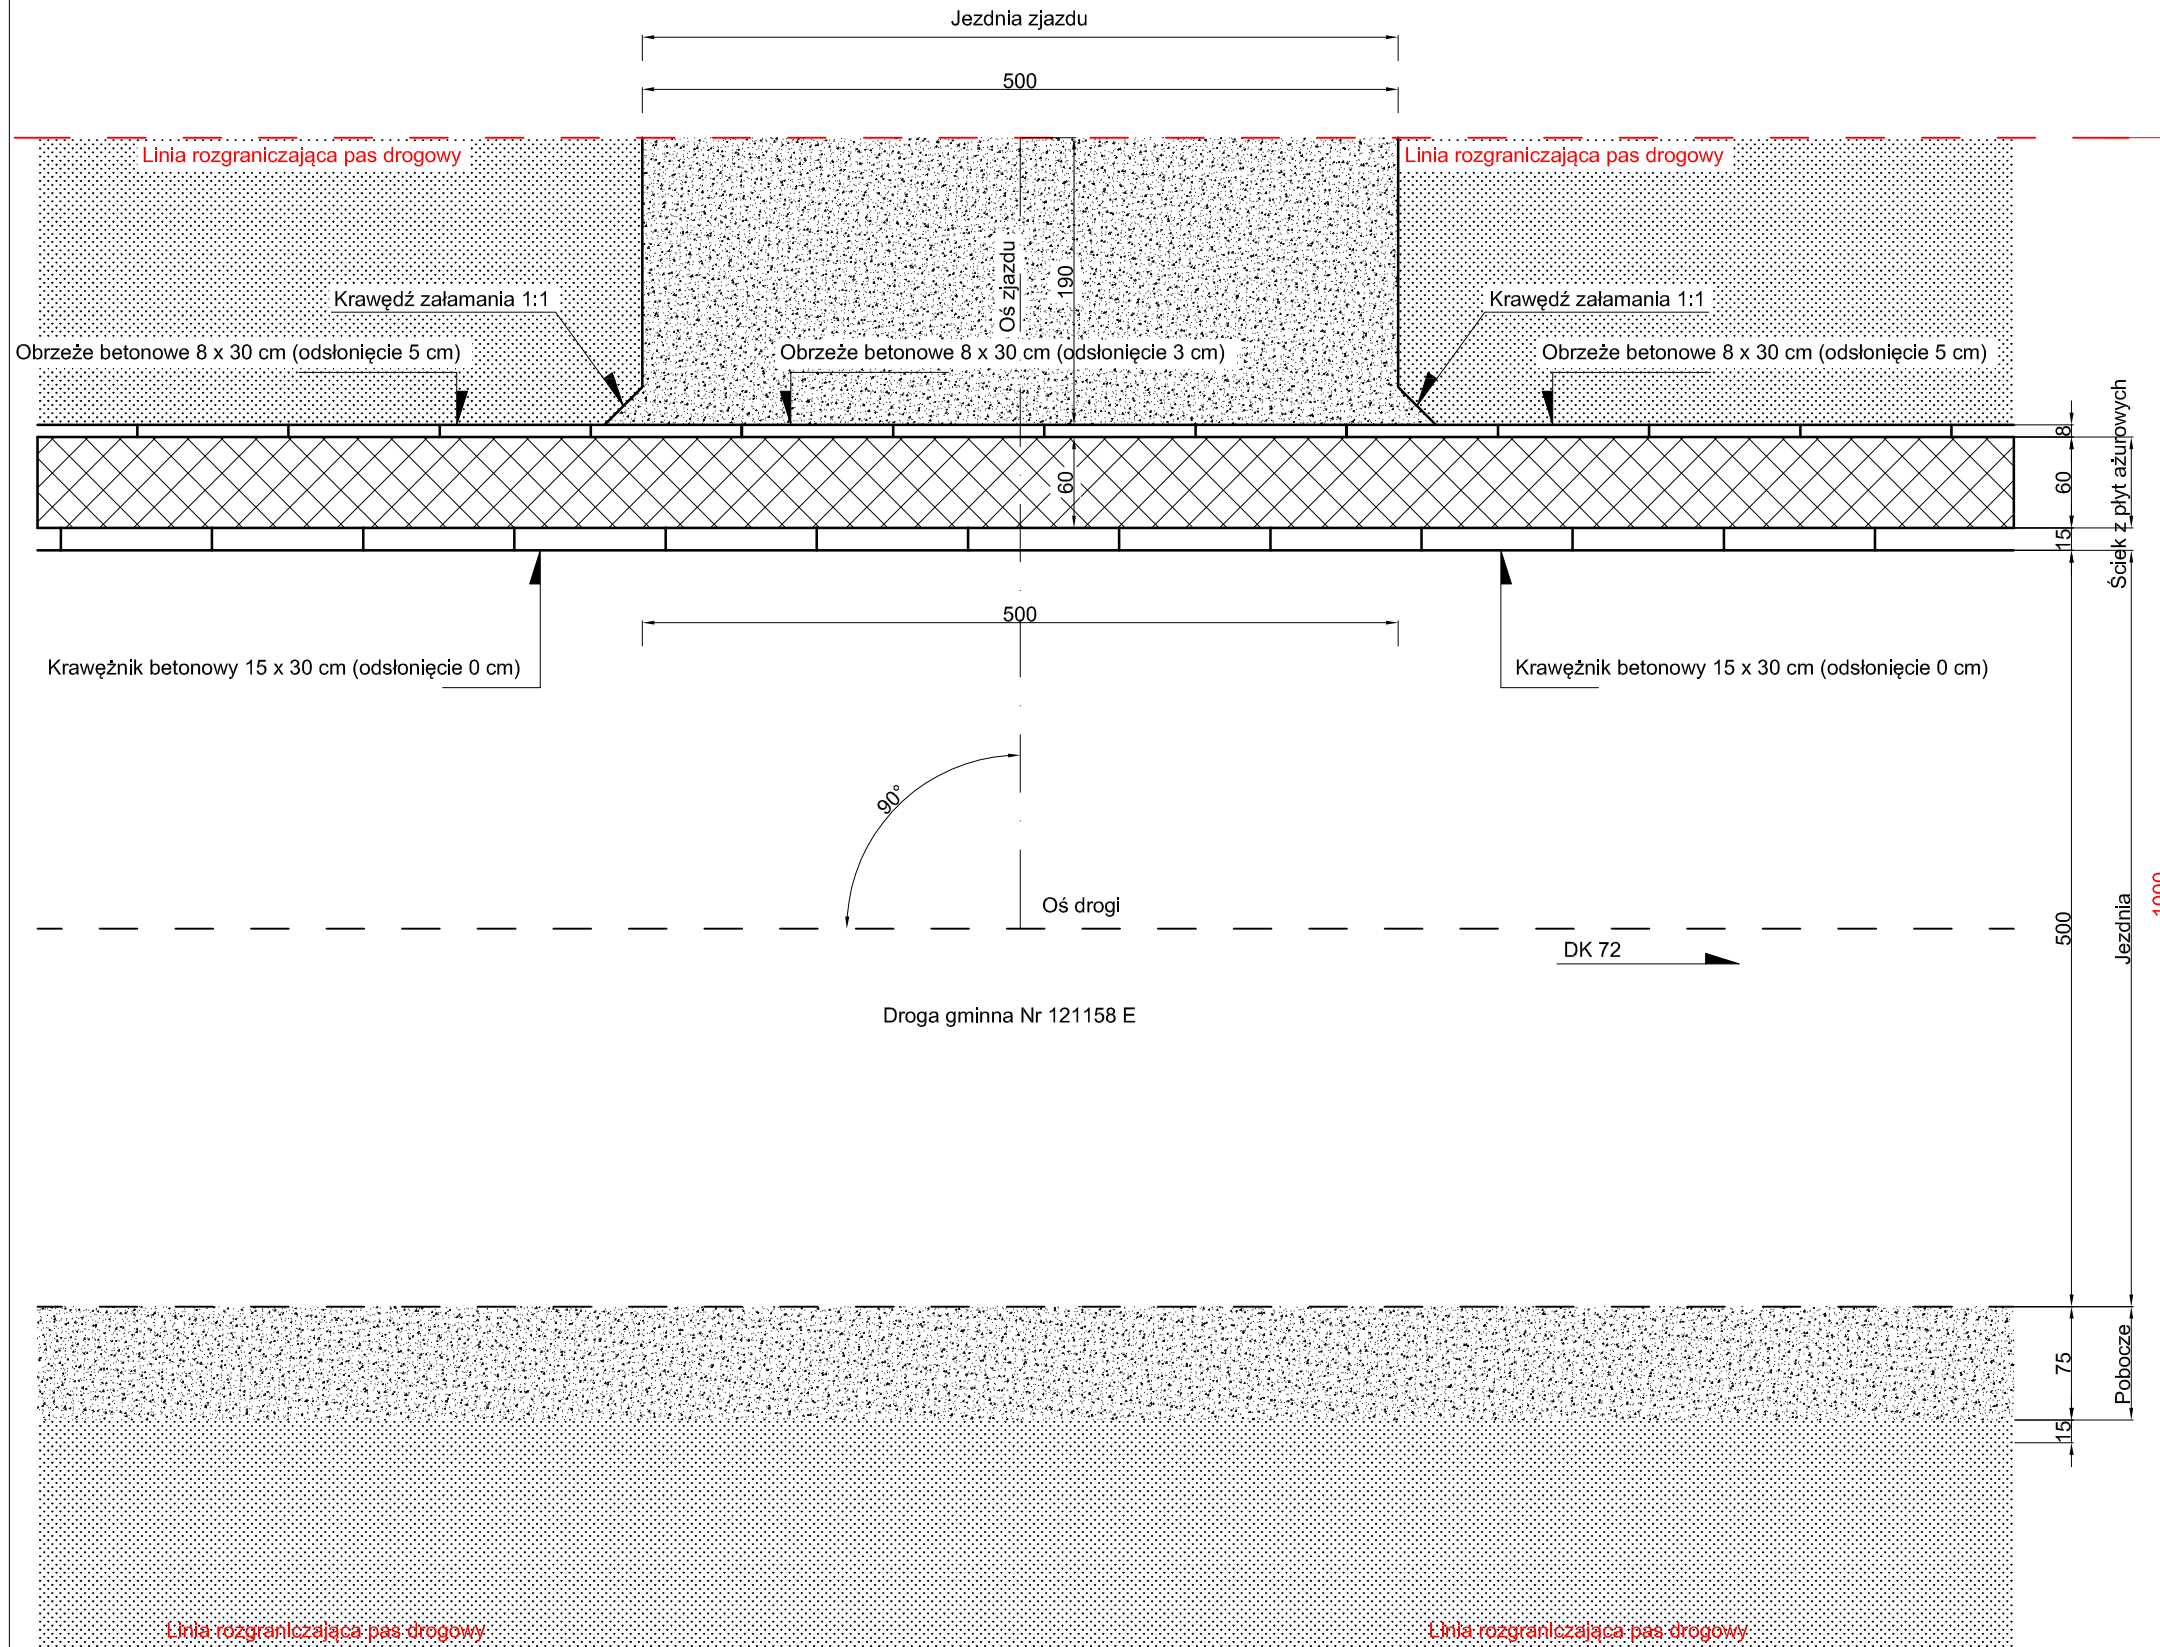 Jezdnia zjazdu
500
Linia rozgraniczająca pas drogowy
Linia rozgraniczająca pas drogowy
Oś zjazdu
190
Krawędź załamania 1:1
Krawędź załamania 1:1
Obrzeże betonowe 8 x 30 cm (odsłonięcie 5 cm)
Obrzeże betonowe 8 x 30 cm (odsłonięcie 3 cm)
Obrzeże betonowe 8 x 30 cm (odsłonięcie 5 cm)
8
60
60
15
Ściek z płyt ażurowych
500
Krawężnik betonowy 15 x 30 cm (odsłonięcie 0 cm)
Krawężnik betonowy 15 x 30 cm (odsłonięcie 0 cm)
90°
Oś drogi
500
Jezdnia
DK 72
Droga gminna Nr 121158 E
75
Pobocze
15
Linia rozgraniczająca pas drogowy
Linia rozgraniczająca pas drogowy